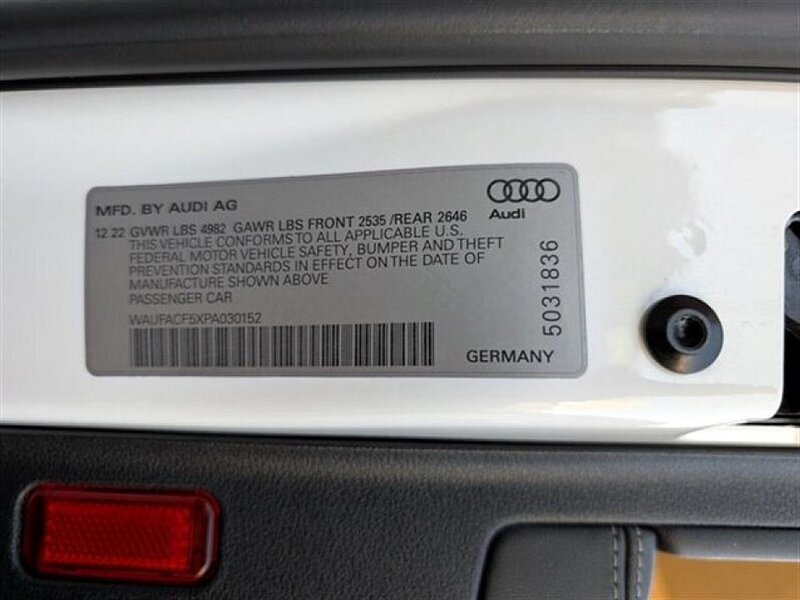 MFD. BY AUDI AG
Audi
12.22 GVWR LBS 4982 GAWR LBS FRONT 2535 /REAR 2646
THIS VEHICLE CONFORMS TO ALL APPLICABLE U.S.
FEDERAL MOTOR VEHICLE SAFETY, BUMPER AND THEFT
PREVENTION STANDARDS IN EFFECT ON THE DATE OF
MANUFACTURE SHOWN ABOVE
PASSENGER CAR
WAUFACF5XPA030152
5031836
GERMANY